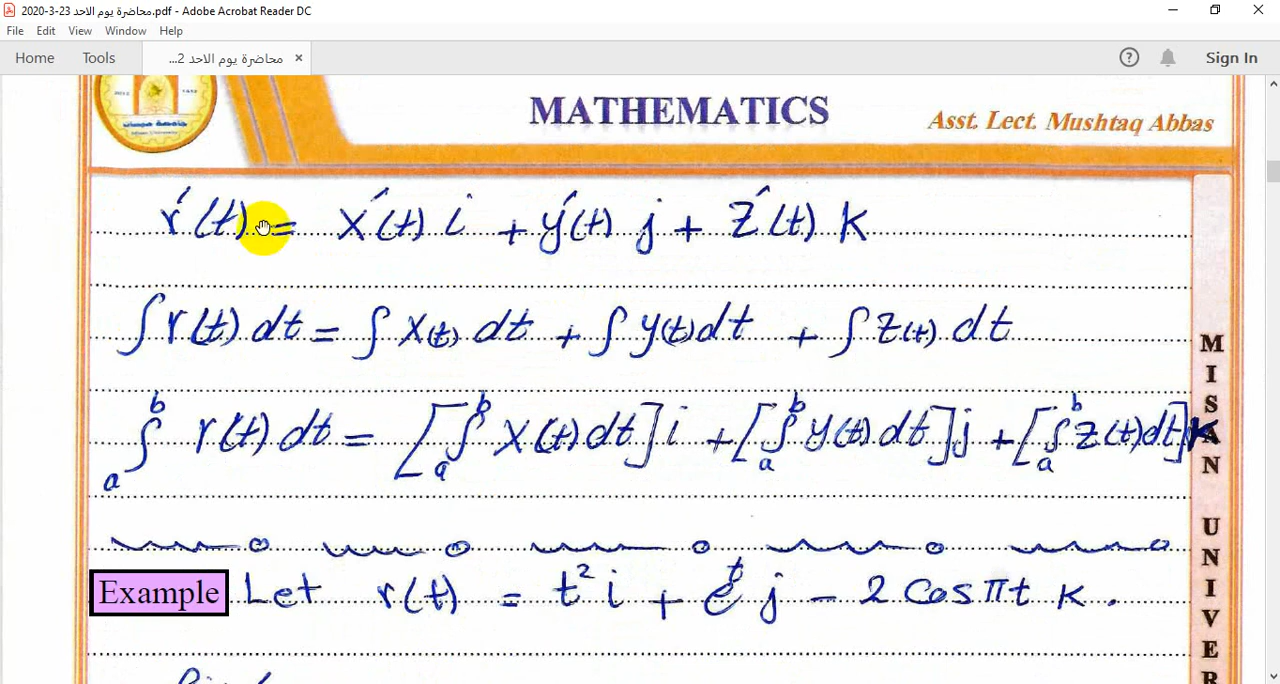 محاضرة يوم الاحد 23-3-2020.pdf - Adobe Acrobat Reader DC
File Edit View Window Help
Home Tools محاضرة يوم الاحد 2... × ? Sign In
MATHEMATICS
Asst. Lect. Mushtaq Abbas
r'(t) = x'(t) i + y'(t) j + z'(t) k
∫ r(t) dt = ∫ x(t) dt + ∫ y(t) dt + ∫ z(t) dt
∫_a^b r(t) dt = [∫_a^b x(t) dt] i + [∫_a^b y(t) dt] j + [∫_a^b z(t) dt] k
Example Let r(t) = t² i + e^t j - 2 Cos πt k .
MISAN UNIVER